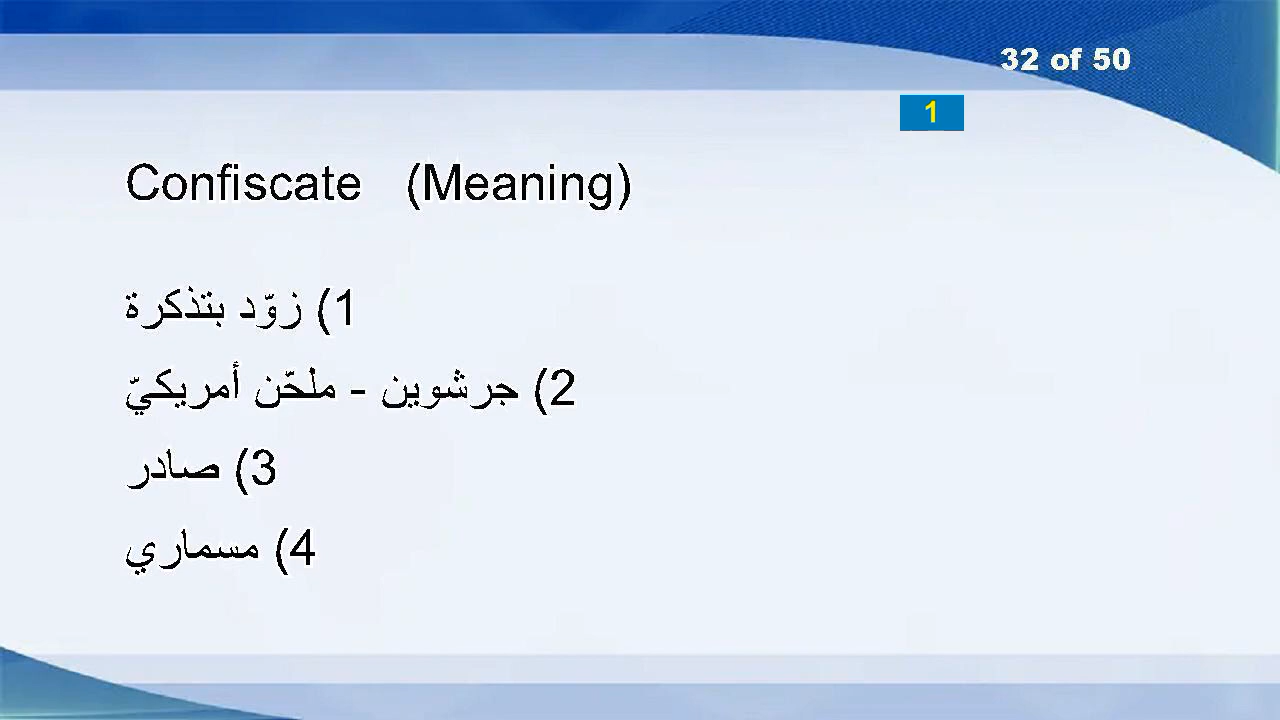 32 of 50
1
Confiscate (Meaning)
1) زوّد بتذكرة
2) جرشوين - ملحّن أمريكيّ
3) صادر
4) مسماري